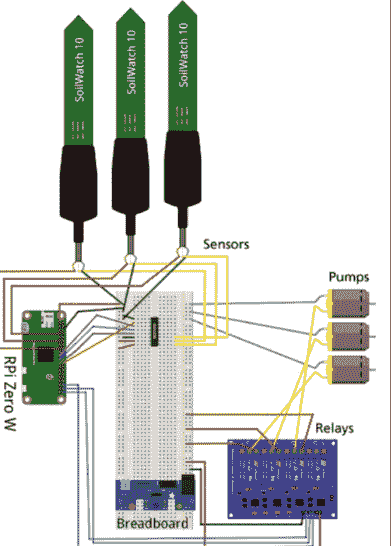 SoilWatch 10
SoilWatch 10
SoilWatch 10
Sensors
Pumps
RPi Zero W
Relays
Breadboard